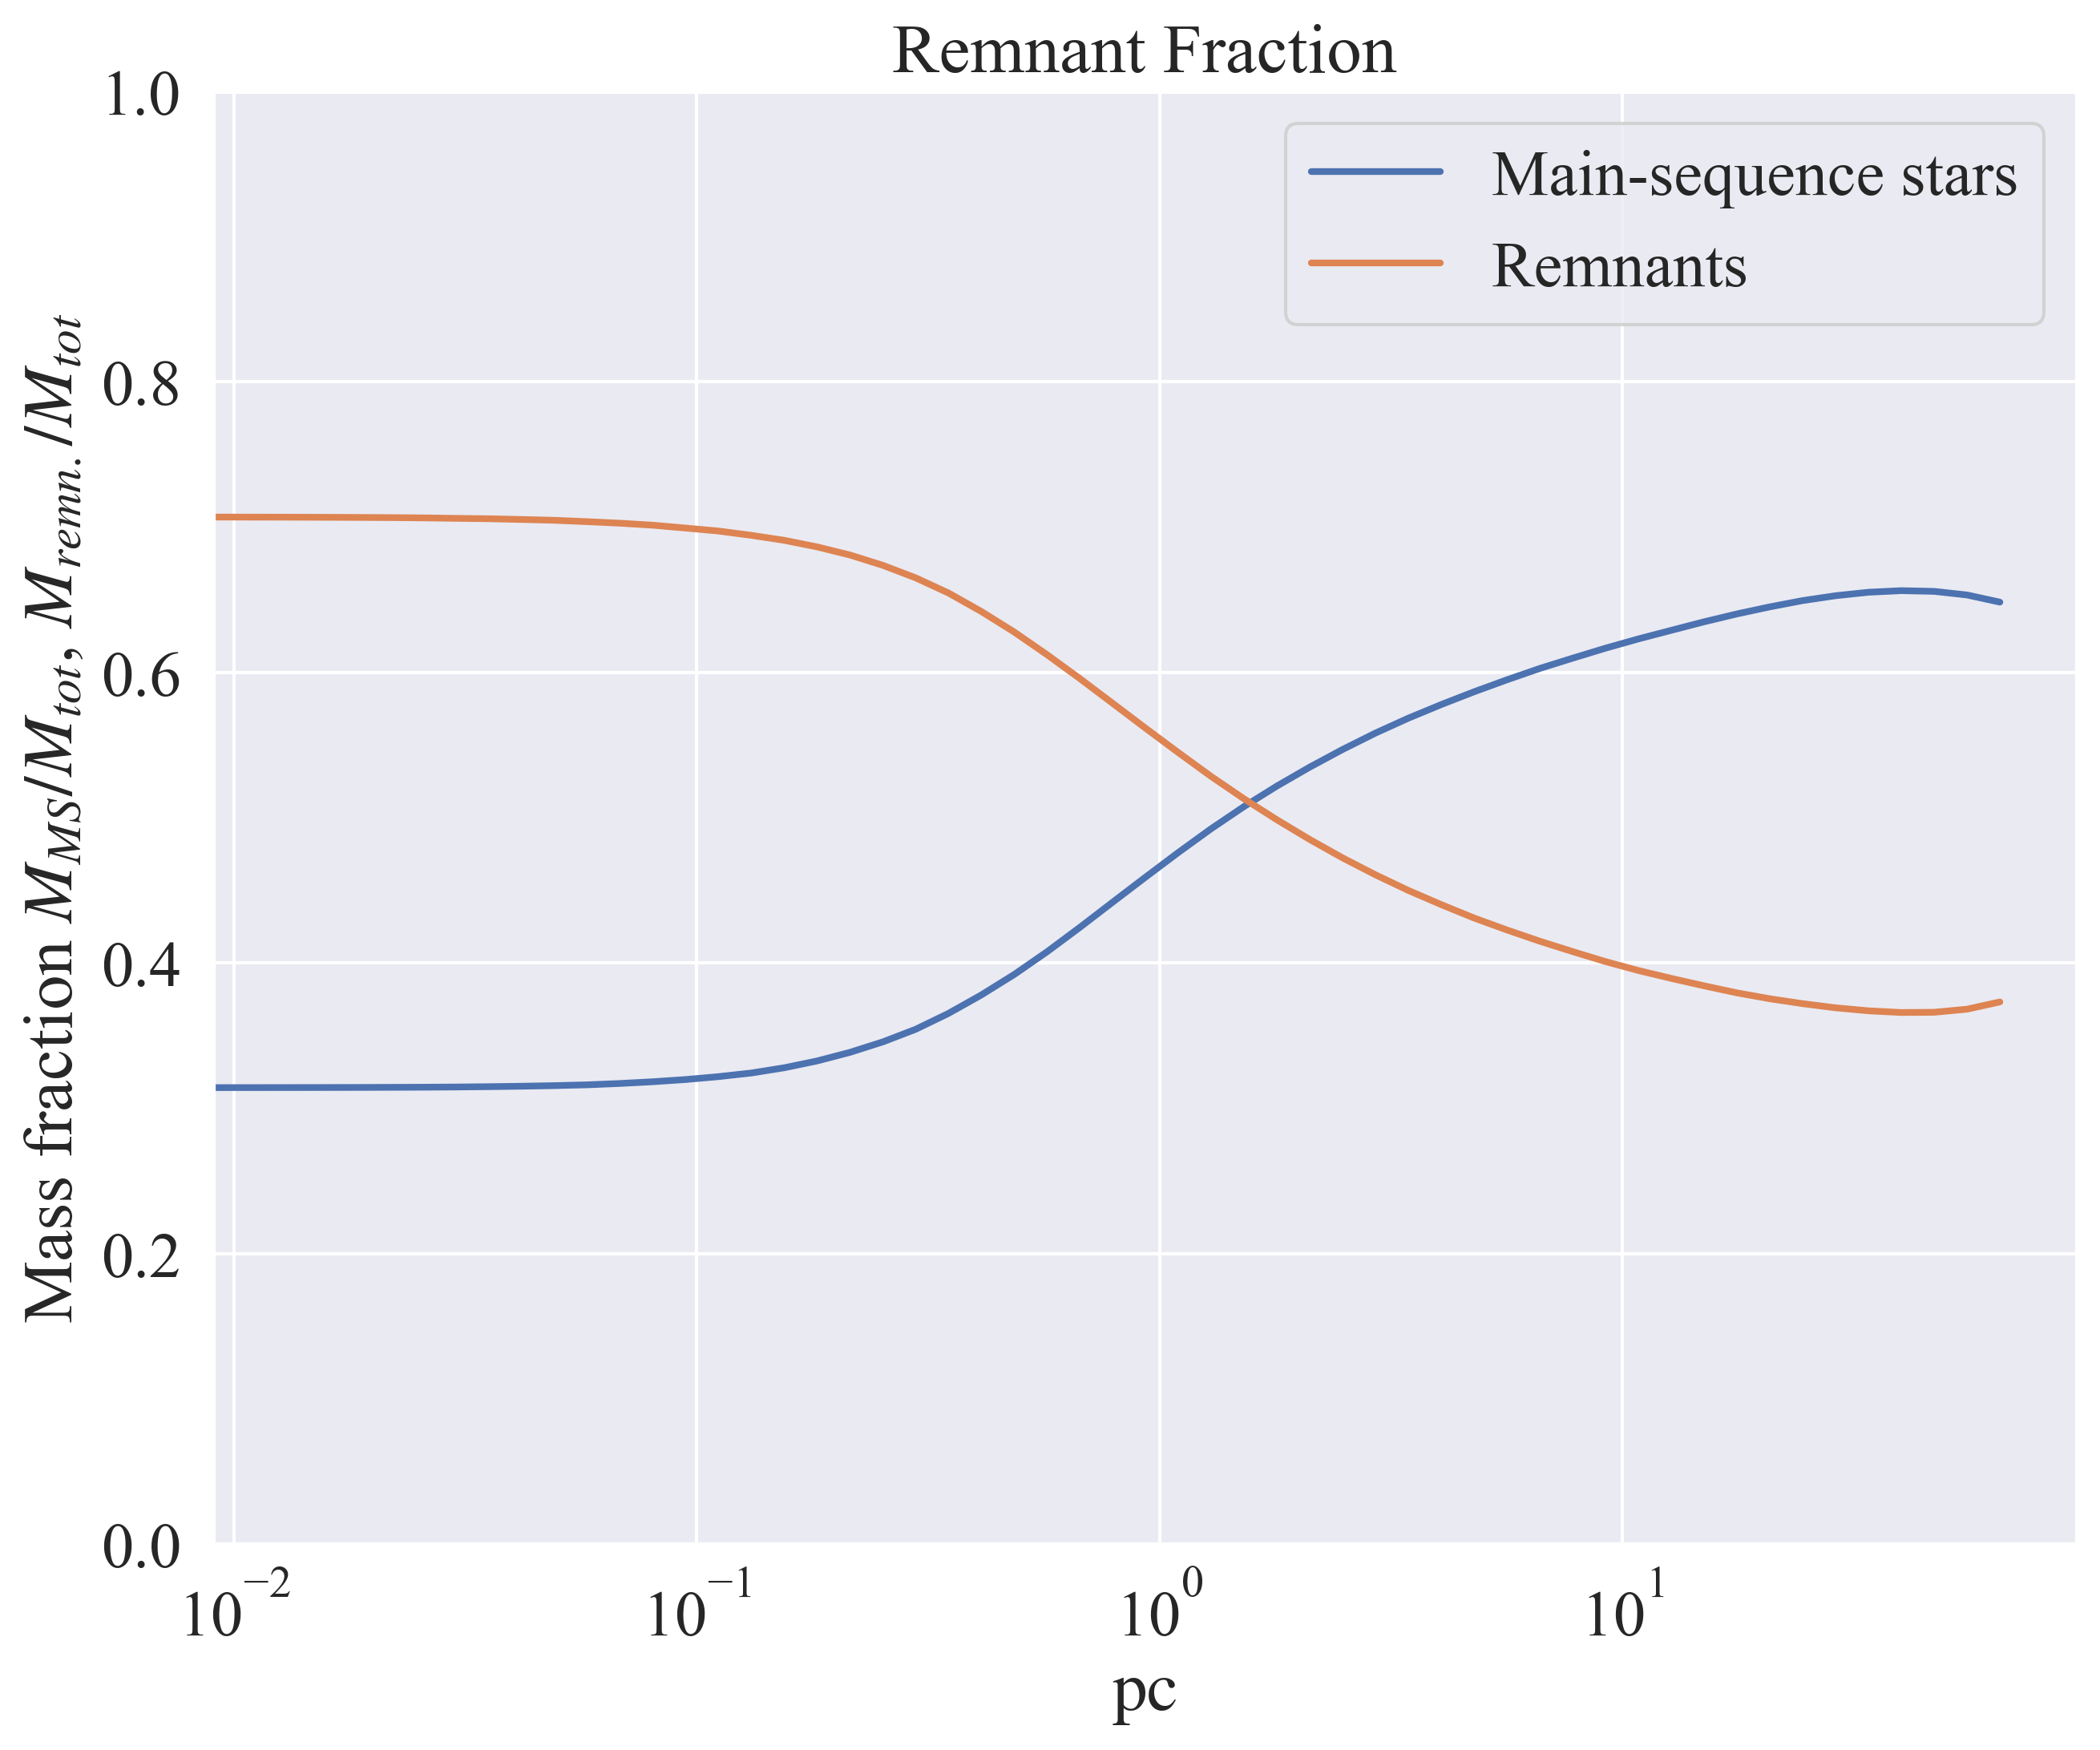 Remnant Fraction
Main-sequence stars
Remnants
Mass fraction M_MS/M_tot, M_remn./M_tot
1.0
0.8
0.6
0.4
0.2
0.0
10^−2 10^−1 10^0 10^1
pc